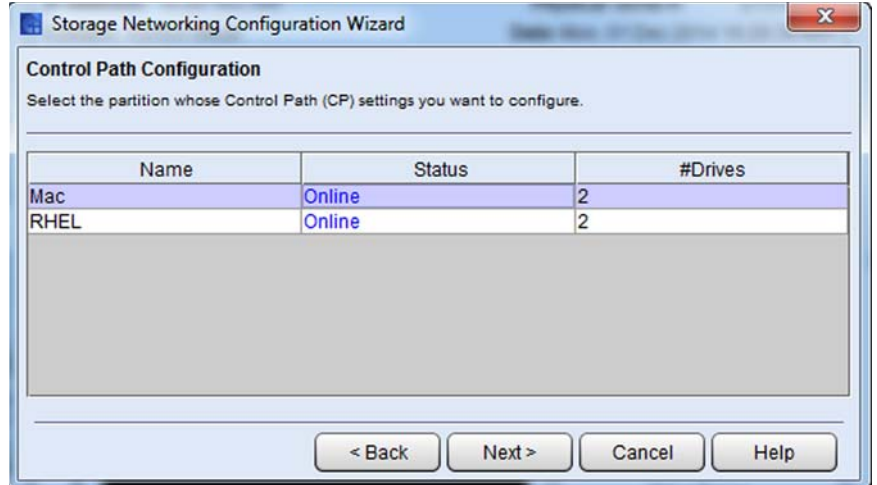 Storage Networking Configuration Wizard
Control Path Configuration
Select the partition whose Control Path (CP) settings you want to configure.
Name Status #Drives
Mac Online 2
RHEL Online 2
< Back Next > Cancel Help